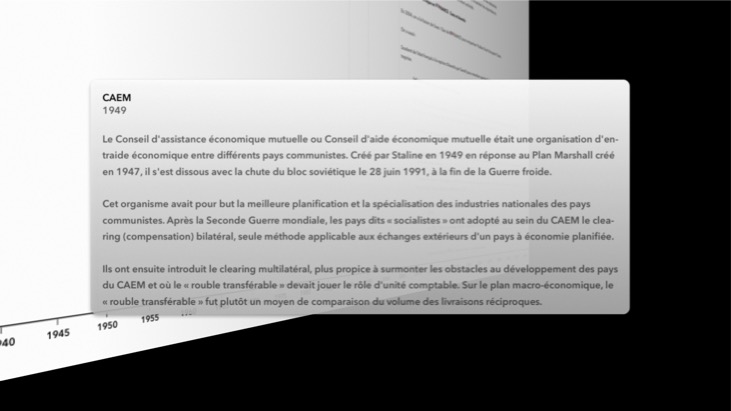 CAEM
1949
Le Conseil d'assistance économique mutuelle ou Conseil d'aide économique mutuelle était une organisation d'en-
traide économique entre différents pays communistes. Créé par Staline en 1949 en réponse au Plan Marshall créé
en 1947, il s'est dissous avec la chute du bloc soviétique le 28 juin 1991, à la fin de la Guerre froide.
Cet organisme avait pour but la meilleure planification et la spécialisation des industries nationales des pays
communistes. Après la Seconde Guerre mondiale, les pays dits « socialistes » ont adopté au sein du CAEM le clea-
ring (compensation) bilatéral, seule méthode applicable aux échanges extérieurs d'un pays à économie planifiée.
Ils ont ensuite introduit le clearing multilatéral, plus propice à surmonter les obstacles au développement des pays
du CAEM et où le « rouble transférable » devait jouer le rôle d'unité comptable. Sur le plan macro-économique, le
« rouble transférable » fut plutôt un moyen de comparaison du volume des livraisons réciproques.
40 1945 1950 1955